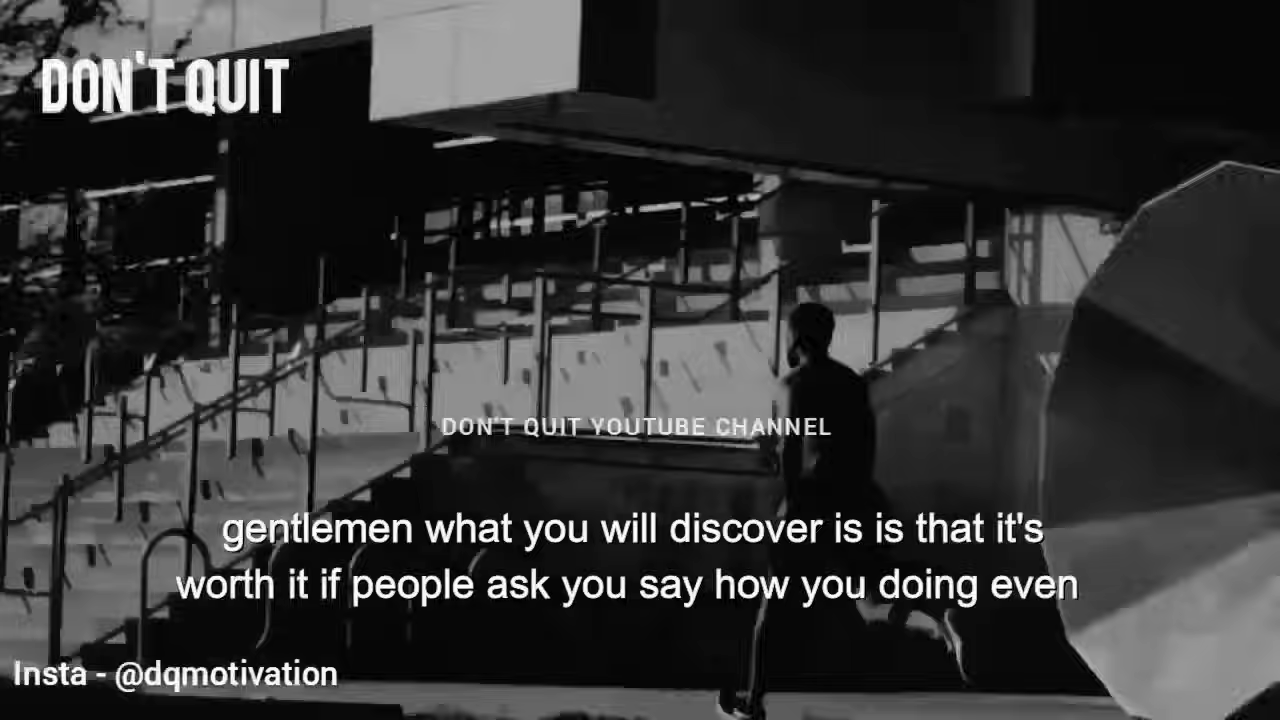 DON'T QUIT
DON'T QUIT YOUTUBE CHANNEL
gentlemen what you will discover is is that it's
worth it if people ask you say how you doing even
Insta - @dqmotivation